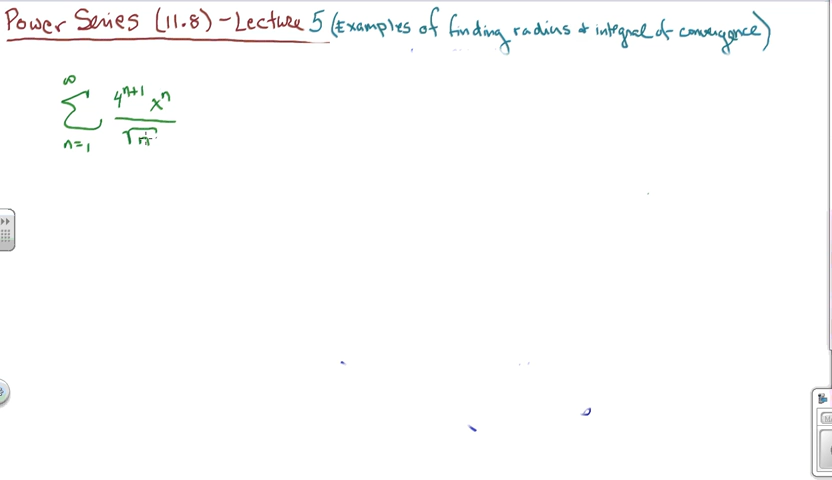 Power Series (11.8) - Lecture 5 (Examples of finding radius & integral of convergence)
∞
4^{n+1} x^n
Σ
n=1